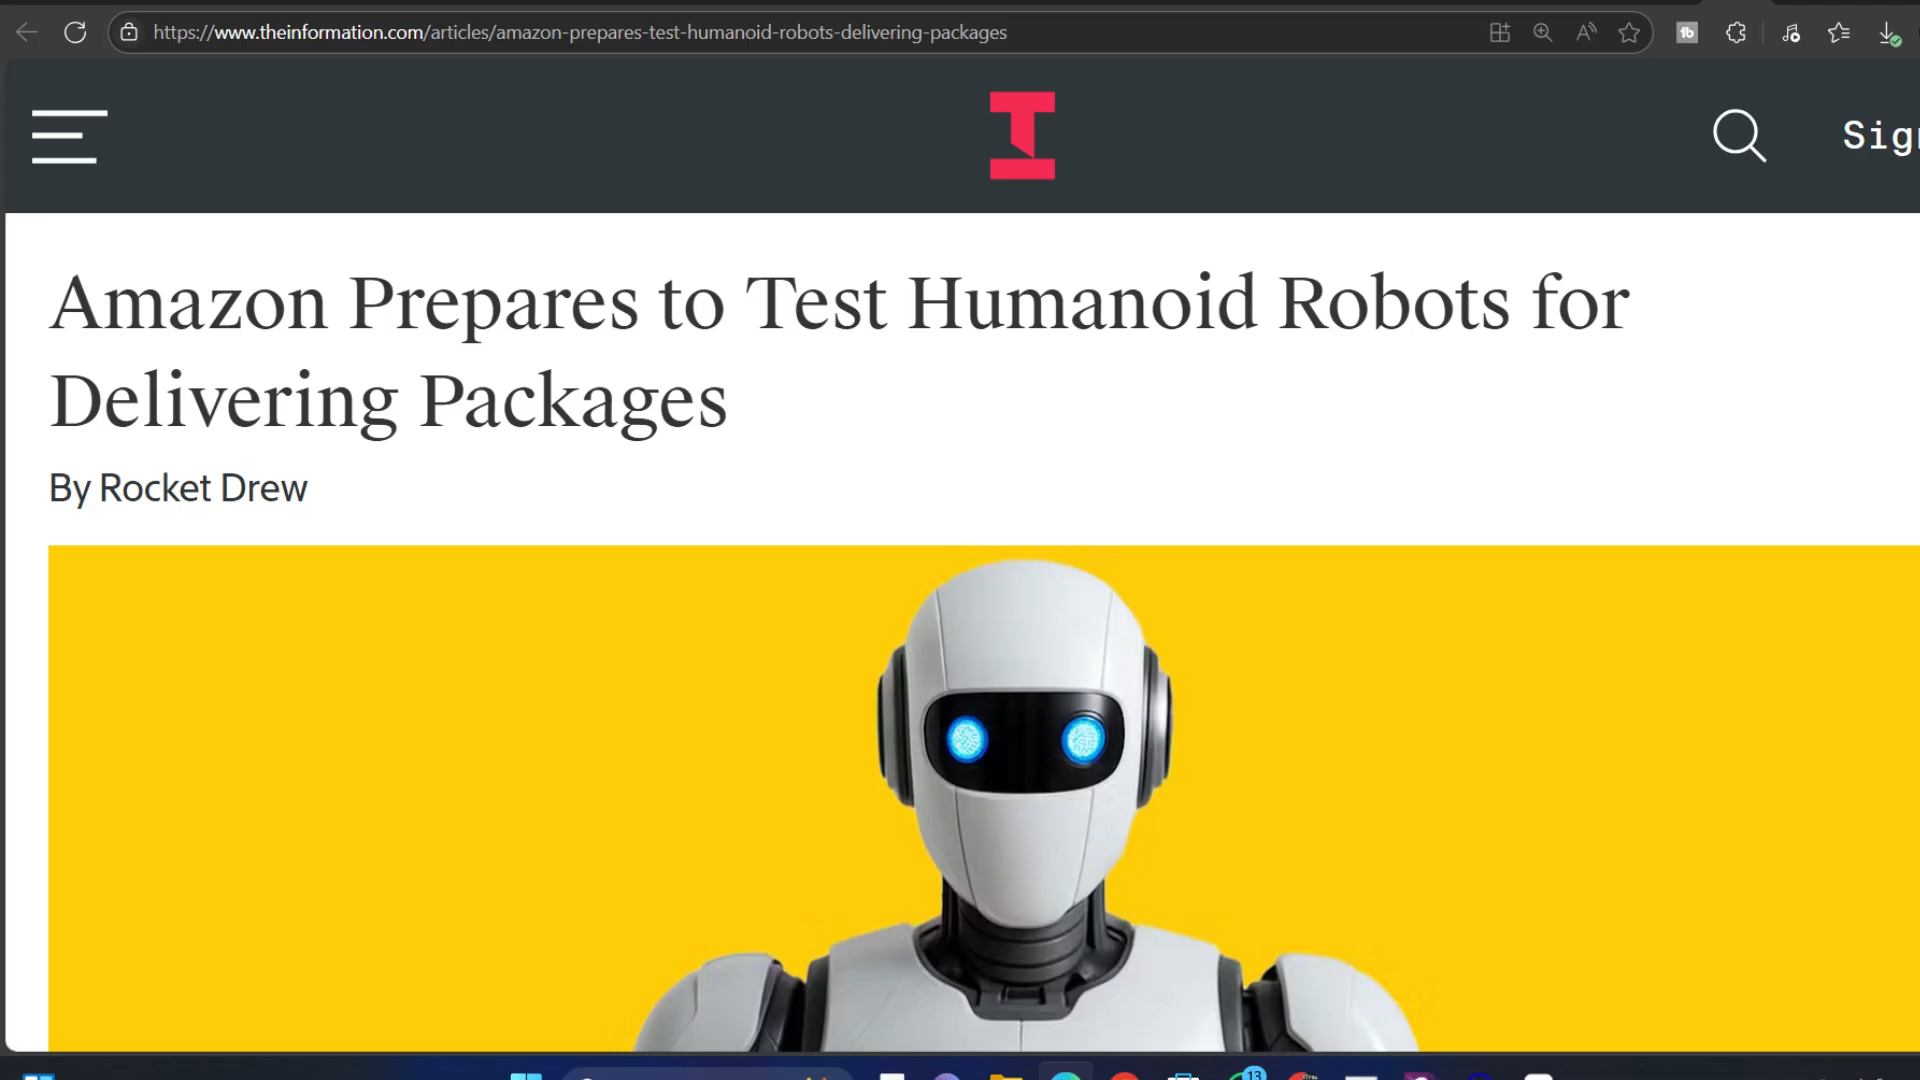 https://www.theinformation.com/articles/amazon-prepares-test-humanoid-robots-delivering-packages
Sig
Amazon Prepares to Test Humanoid Robots for
Delivering Packages
By Rocket Drew
13